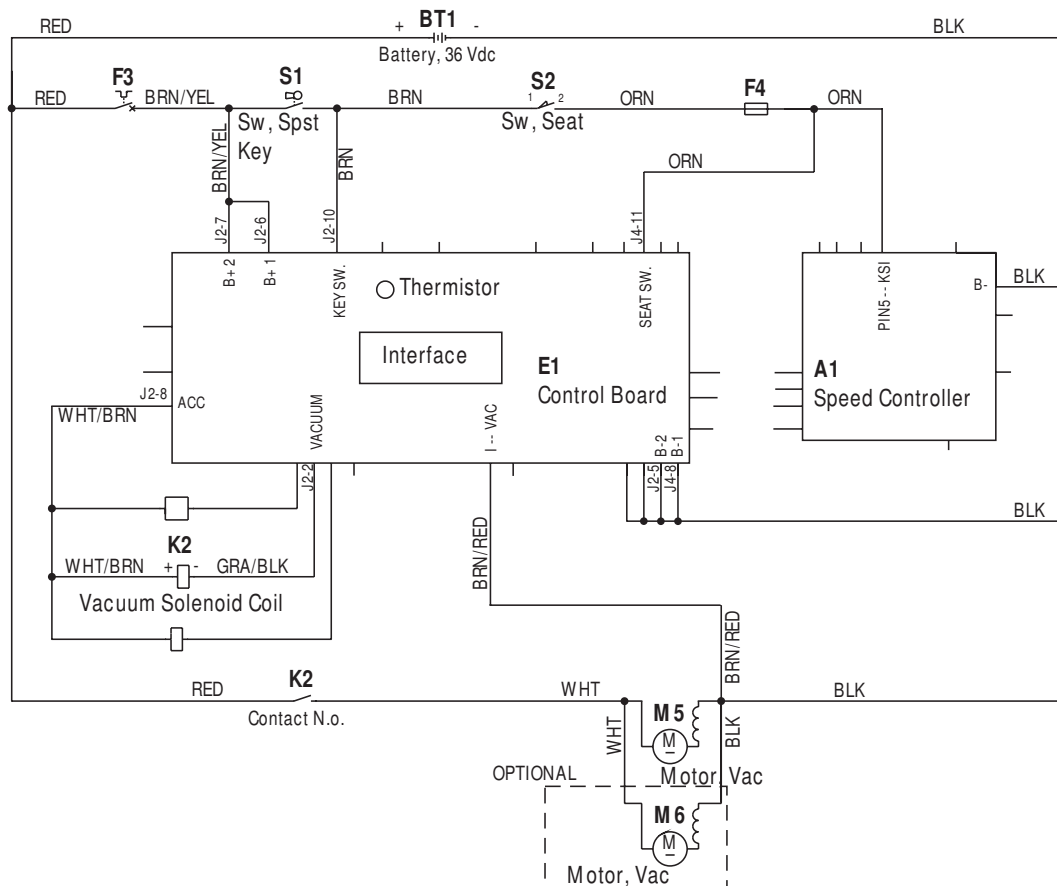 RED
+ BT1 -
BLK
Battery, 36 Vdc
F3
S1
S2
F4
RED
BRN/YEL
BRN
1 2
ORN
ORN
Sw, Spst
Key
Sw, Seat
BRN/YEL
BRN
ORN
J2-7
J2-6
J2-10
J4-11
B+ 2
B+ 1
KEY SW.
SEAT SW.
PIN5 -- KSI
B-
BLK
Thermistor
Interface
E1
Control Board
A1
Speed Controller
J2-8
ACC
WHT/BRN
VACUUM
I -- VAC
B-2
B-1
J2-2
J2-5
J4-8
BLK
K2
WHT/BRN
+ -
GRA/BLK
Vacuum Solenoid Coil
BRN/RED
BRN/RED
RED
K2
Contact N.o.
WHT
BLK
WHT
M5
M
BLK
Motor, Vac
OPTIONAL
M6
M
Motor, Vac